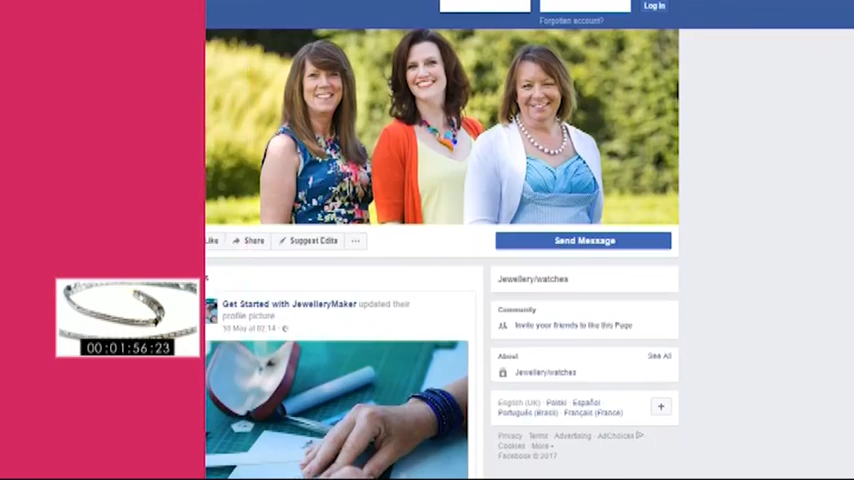 Log In
Forgotten account?
Like
Share
Suggest Edits
Send Message
Jewellery/watches
Get Started with JewelleryMaker updated their
profile picture
Community
Invite your friends to like this Page
About
See All
Jewellery/watches
English (UK) · Polski · Español
Português (Brasil) · Français (France)
Privacy · Terms · Advertising · AdChoices
Cookies · More
Facebook © 2017
00:01:56:23